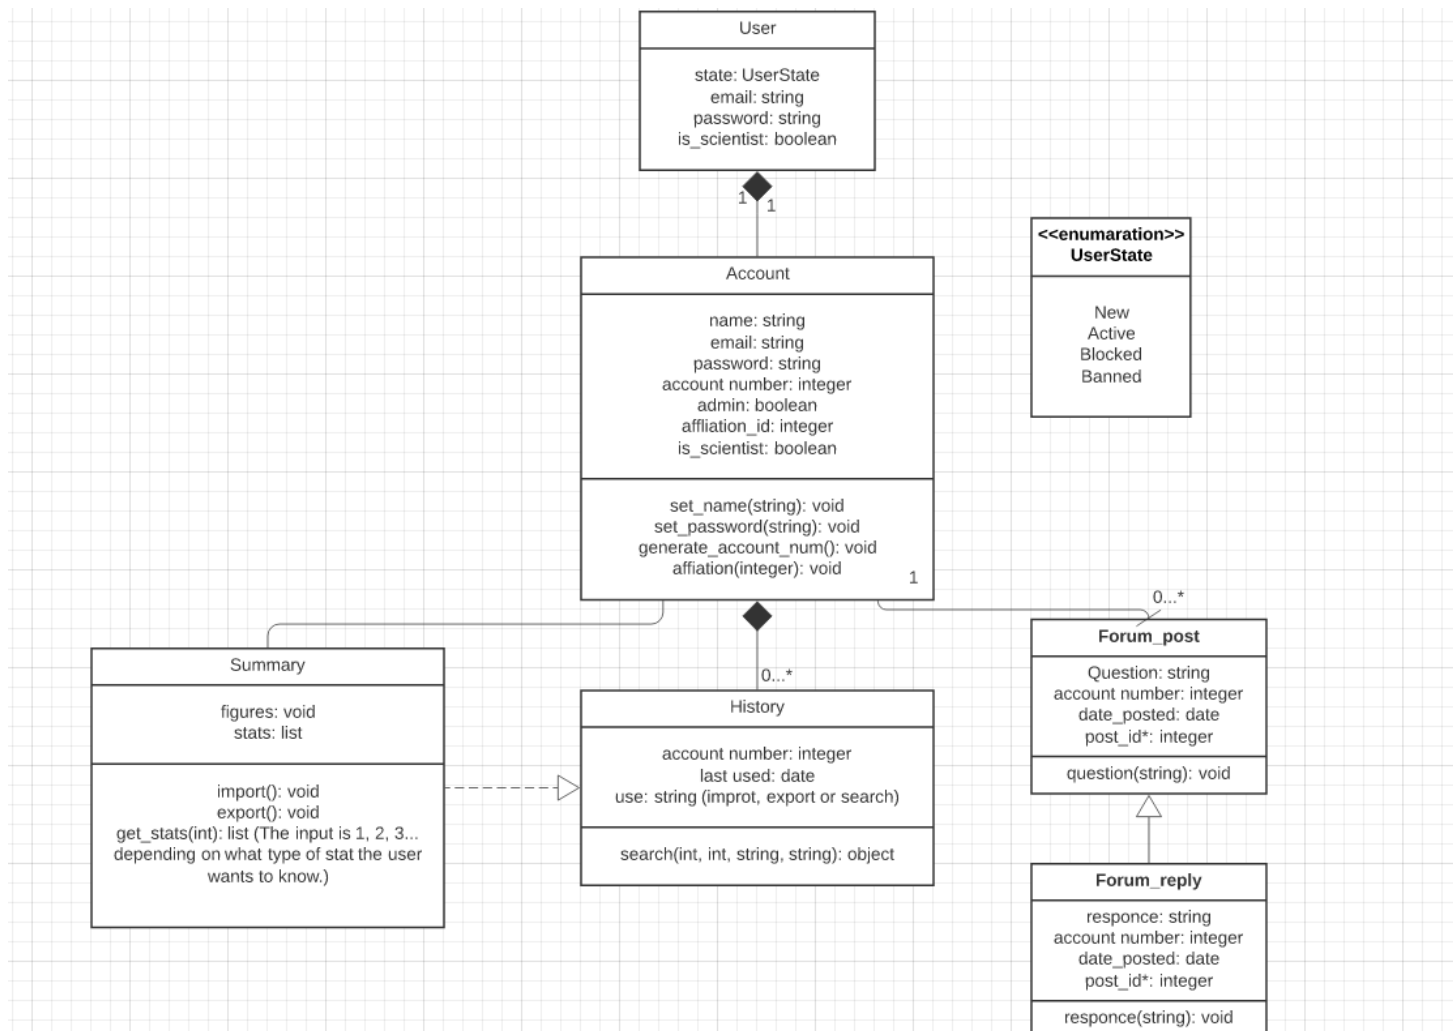 User
state: UserState
email: string
password: string
is_scientist: boolean
1
1
<<enumaration>>
UserState
New
Active
Blocked
Banned
Account
name: string
email: string
password: string
account number: integer
admin: boolean
affliation_id: integer
is_scientist: boolean
set_name(string): void
set_password(string): void
generate_account_num(): void
affiation(integer): void
1
0...*
0...*
Summary
figures: void
stats: list
import(): void
export(): void
get_stats(int): list (The input is 1, 2, 3...
depending on what type of stat the user
wants to know.)
History
account number: integer
last used: date
use: string (improt, export or search)
search(int, int, string, string): object
Forum_post
Question: string
account number: integer
date_posted: date
post_id*: integer
question(string): void
Forum_reply
responce: string
account number: integer
date_posted: date
post_id*: integer
responce(string): void